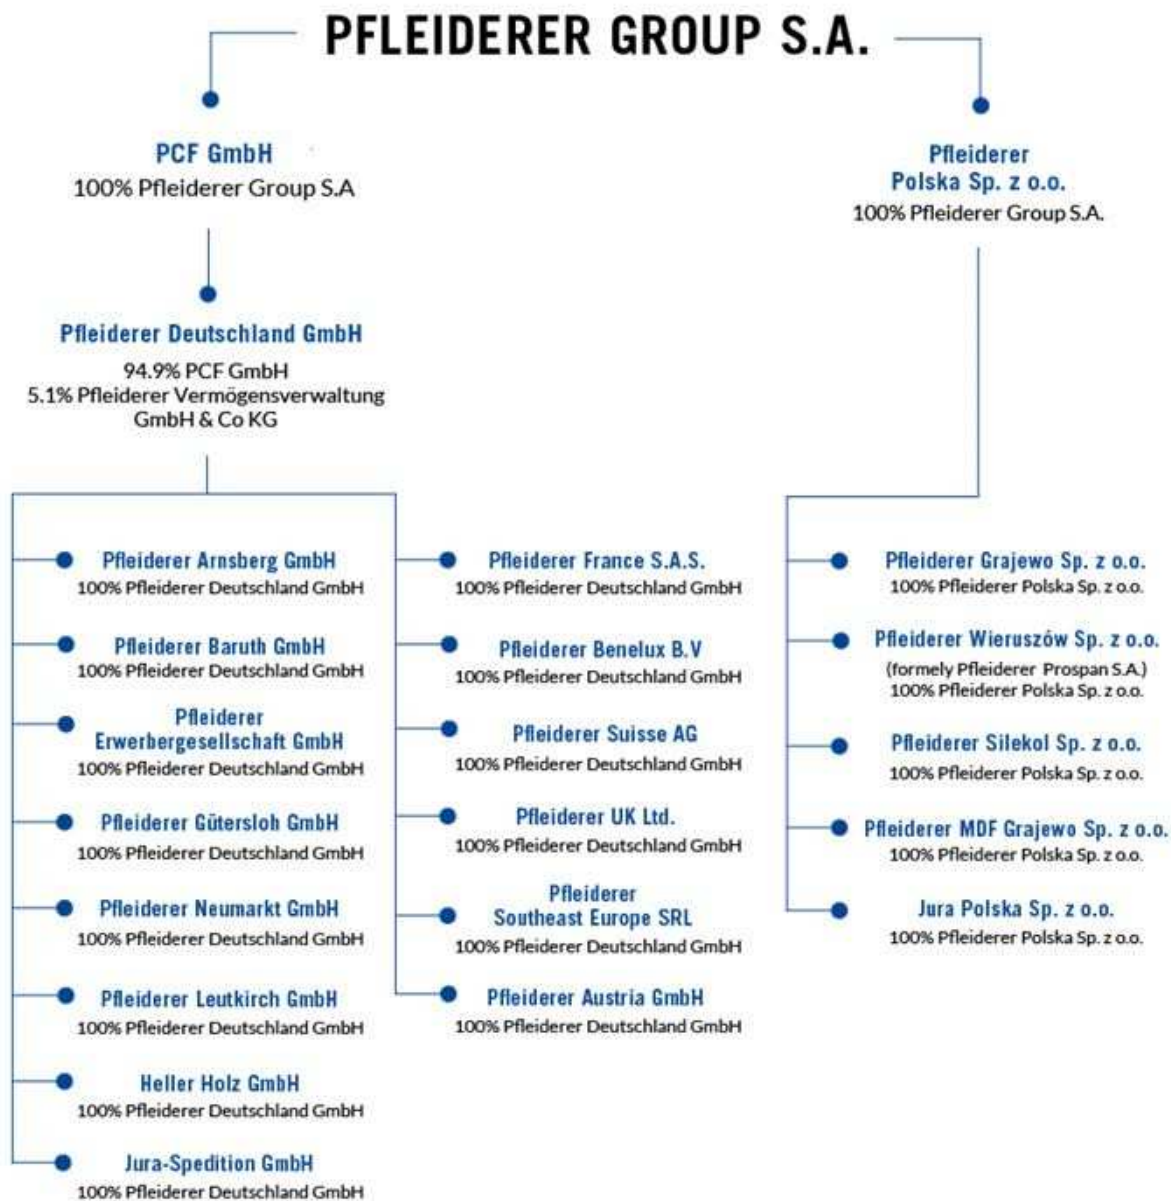 PFLEIDERER GROUP S.A.
PCF GmbH
100% Pfleiderer Group S.A
Pfleiderer
Polska Sp. z o.o.
100% Pfleiderer Group S.A.
Pfleiderer Deutschland GmbH
94.9% PCF GmbH
5.1% Pfleiderer Vermögensverwaltung
GmbH & Co KG
Pfleiderer Arnsberg GmbH
100% Pfleiderer Deutschland GmbH
Pfleiderer Baruth GmbH
100% Pfleiderer Deutschland GmbH
Pfleiderer
Erwerbergesellschaft GmbH
100% Pfleiderer Deutschland GmbH
Pfleiderer Gütersloh GmbH
100% Pfleiderer Deutschland GmbH
Pfleiderer Neumarkt GmbH
100% Pfleiderer Deutschland GmbH
Pfleiderer Leutkirch GmbH
100% Pfleiderer Deutschland GmbH
Heller Holz GmbH
100% Pfleiderer Deutschland GmbH
Jura-Spedition GmbH
100% Pfleiderer Deutschland GmbH
Pfleiderer France S.A.S.
100% Pfleiderer Deutschland GmbH
Pfleiderer Benelux B.V
100% Pfleiderer Deutschland GmbH
Pfleiderer Suisse AG
100% Pfleiderer Deutschland GmbH
Pfleiderer UK Ltd.
100% Pfleiderer Deutschland GmbH
Pfleiderer
Southeast Europe SRL
100% Pfleiderer Deutschland GmbH
Pfleiderer Austria GmbH
100% Pfleiderer Deutschland GmbH
Pfleiderer Grajewo Sp. z o.o.
100% Pfleiderer Polska Sp. z o.o.
Pfleiderer Wieruszów Sp. z o.o.
(formely Pfleiderer Prospan S.A.)
100% Pfleiderer Polska Sp. z o.o.
Pfleiderer Silekol Sp. z o.o.
100% Pfleiderer Polska Sp. z o.o.
Pfleiderer MDF Grajewo Sp. z o.o.
100% Pfleiderer Polska Sp. z o.o.
Jura Polska Sp. z o.o.
100% Pfleiderer Polska Sp. z o.o.